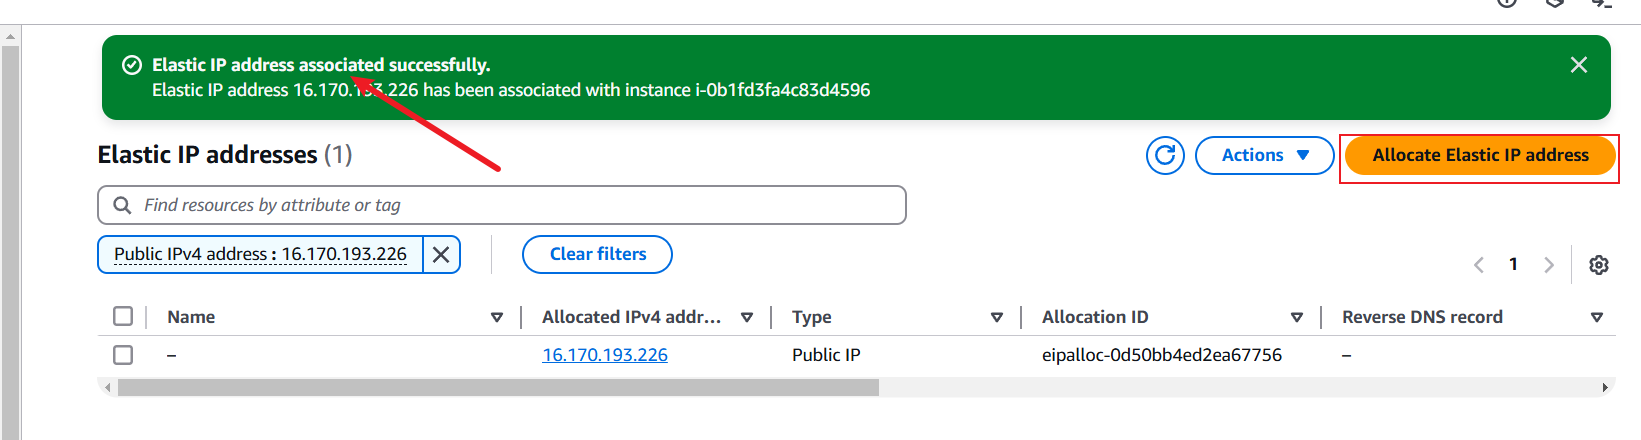 Elastic IP address associated successfully.
Elastic IP address 16.170.193.226 has been associated with instance i-0b1fd3fa4c83d4596
Elastic IP addresses (1)
Actions
Allocate Elastic IP address
Find resources by attribute or tag
Public IPv4 address : 16.170.193.226
Clear filters
1
Name Allocated IPv4 addr... Type Allocation ID Reverse DNS record
– 16.170.193.226 Public IP eipalloc-0d50bb4ed2ea67756 –